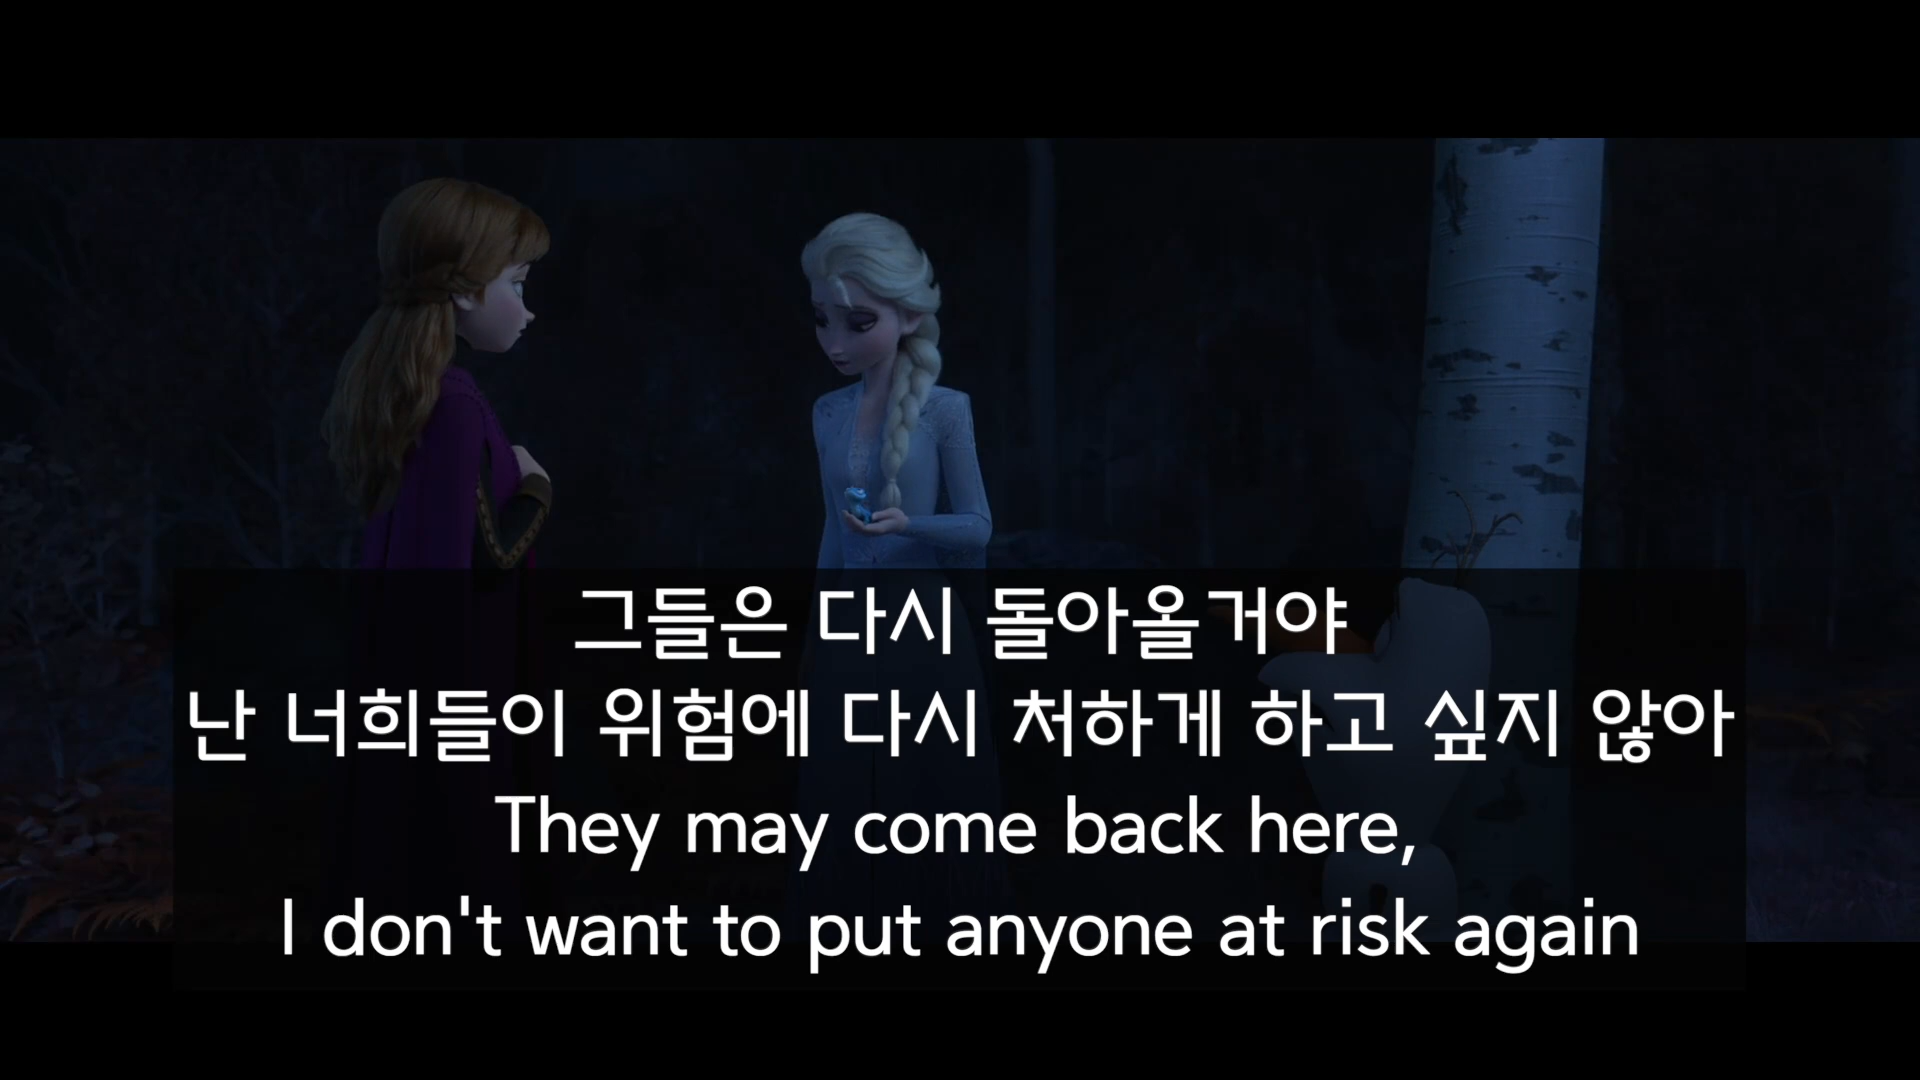 그들은 다시 돌아올거야
난 너희들이 위험에 다시 처하게 하고 싶지 않아
They may come back here,
I don't want to put anyone at risk again